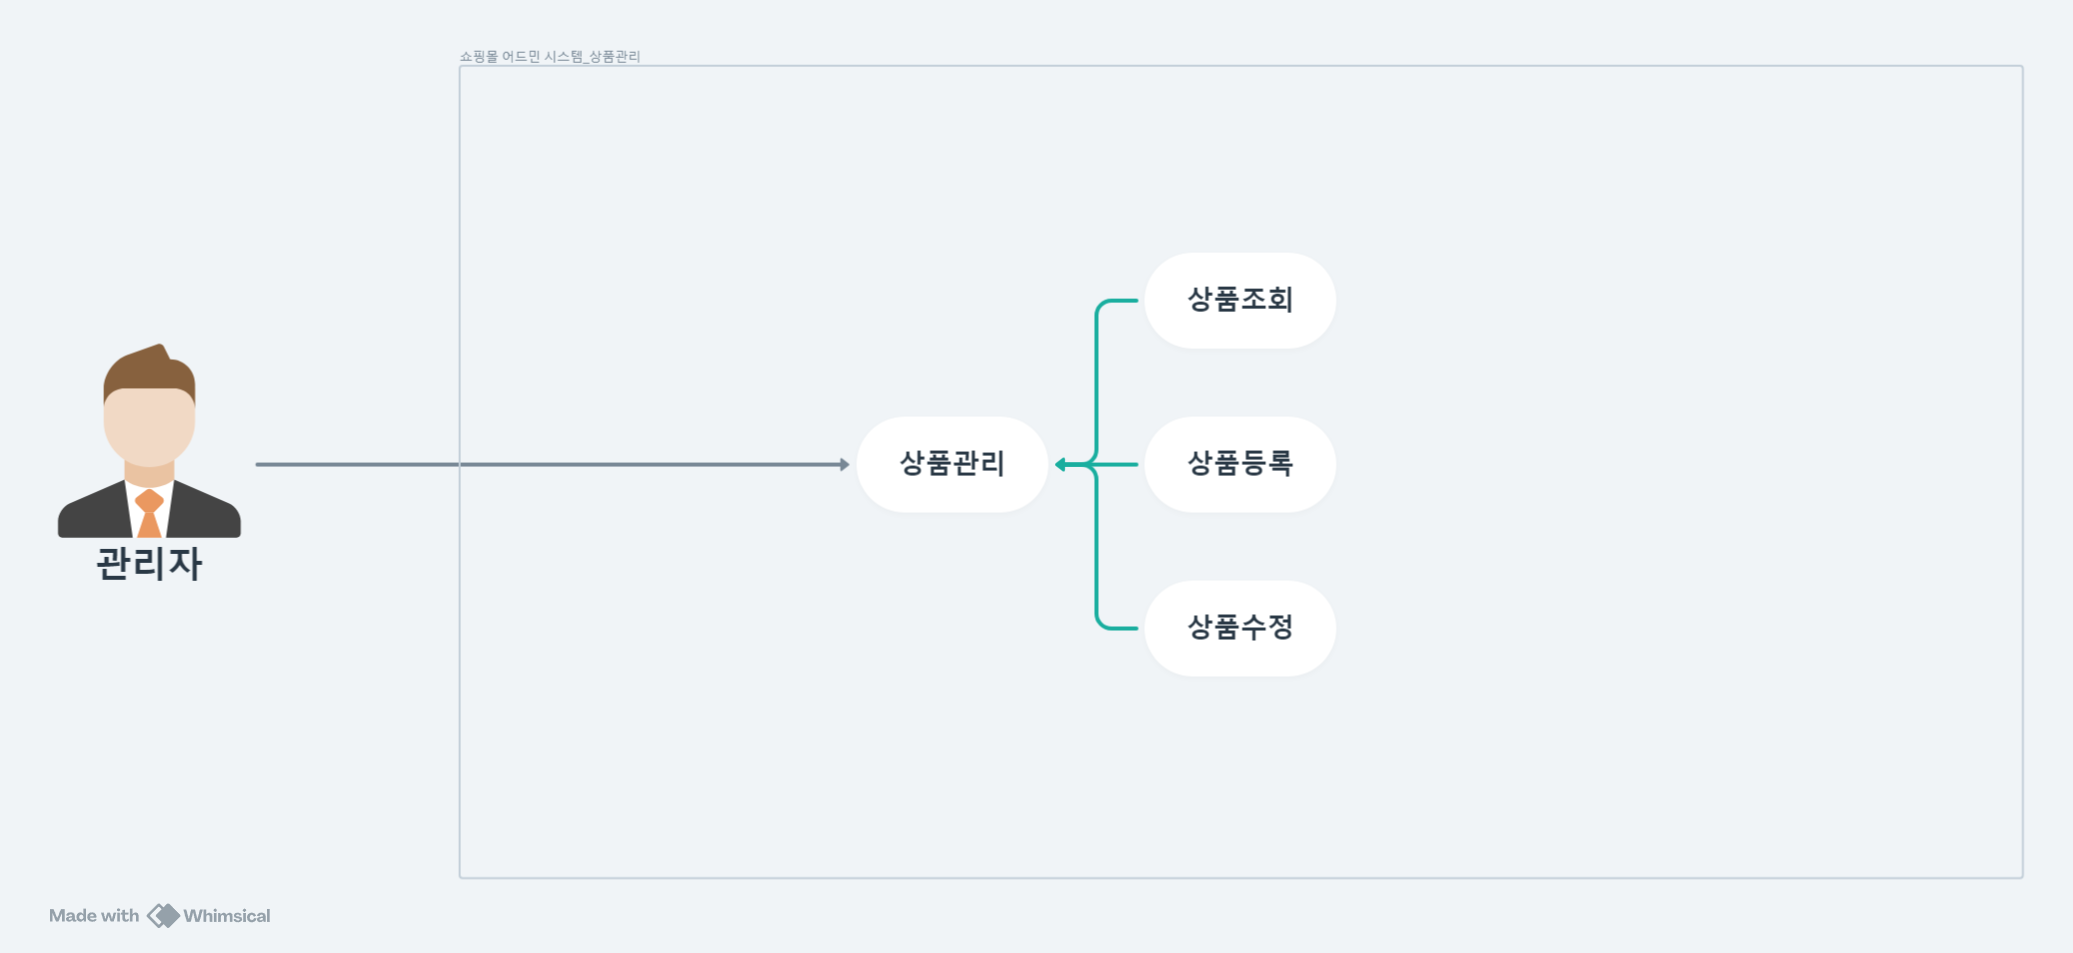 쇼핑몰 어드민 시스템_상품관리
상품조회
상품관리
상품등록
상품수정
관리자
Made with Whimsical